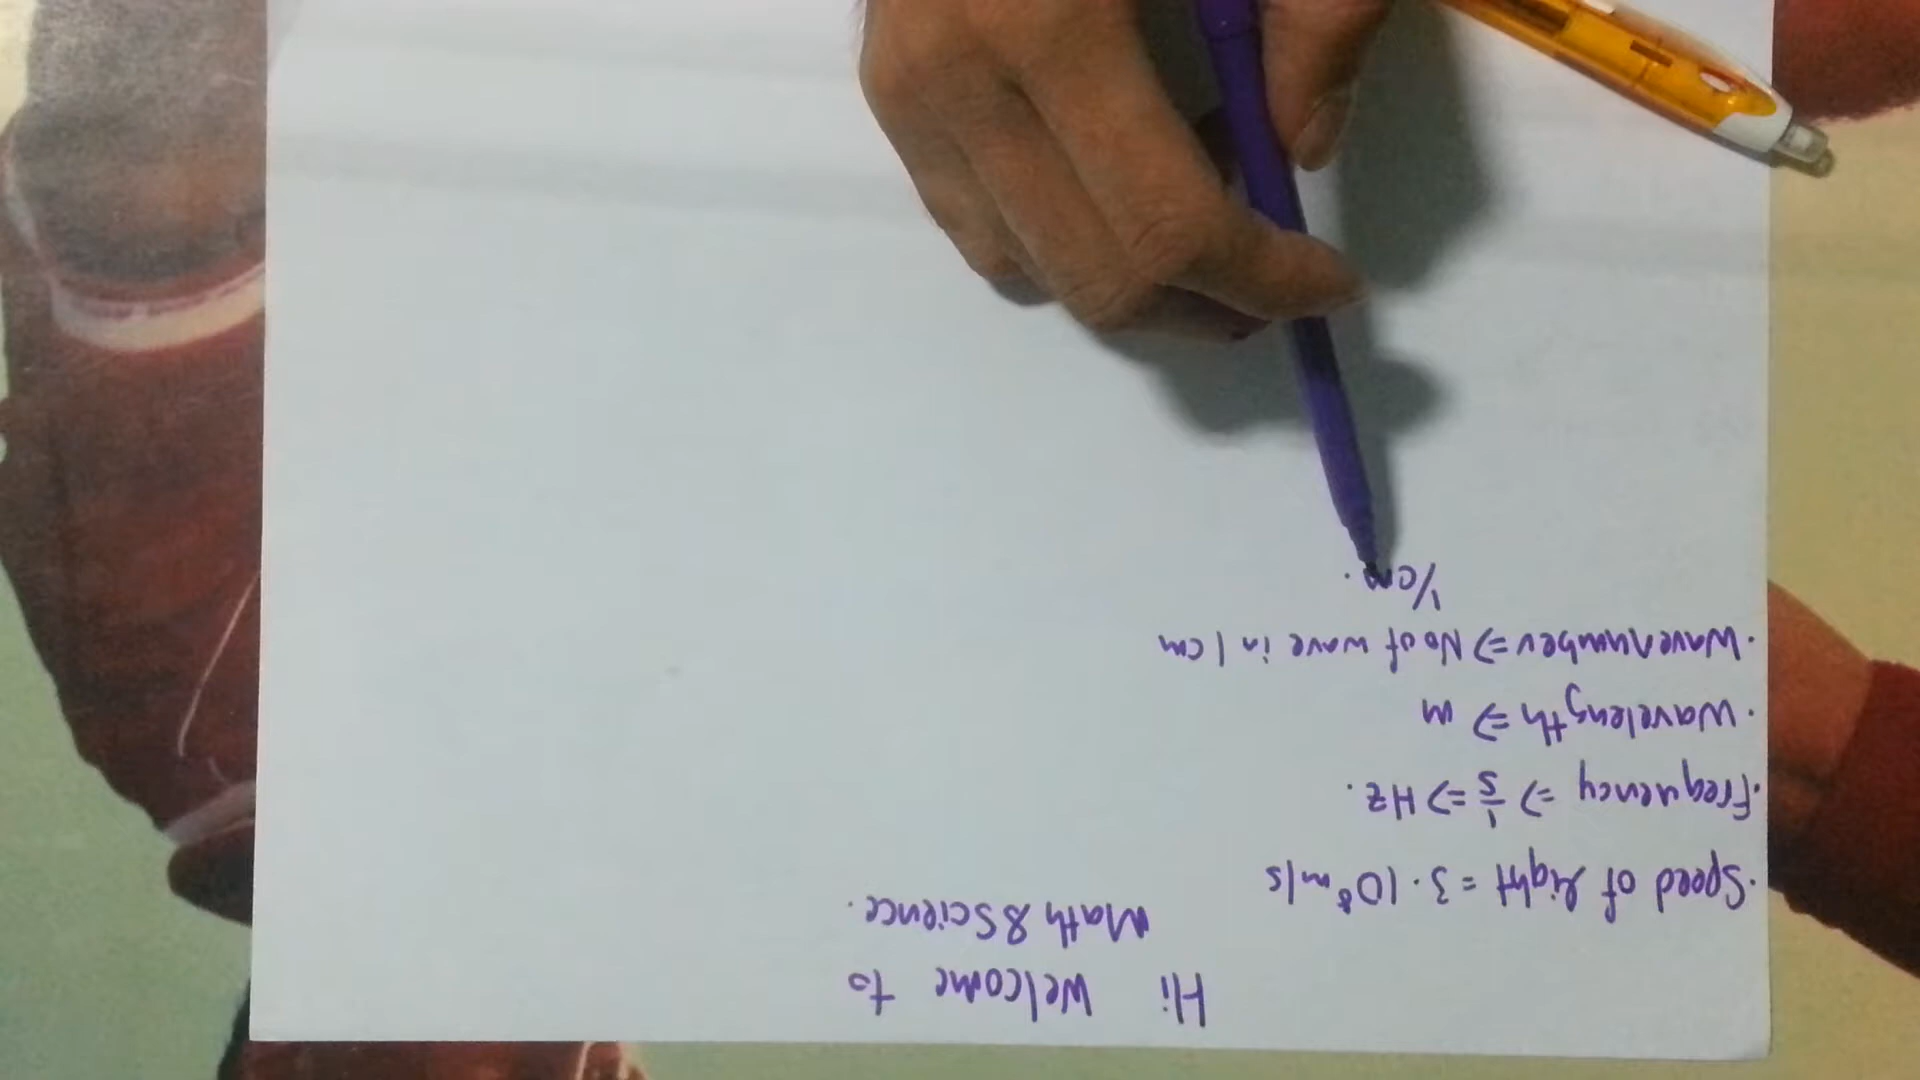 Hi Welcome to
Math & Science.
· Speed of light = 3 · 10⁸ m/s
· Frequency ⇒ 1/s ⇒ Hz.
· Wavelength ⇒ m
· Wavenumber ⇒ No of wave in 1 cm
1/cm.